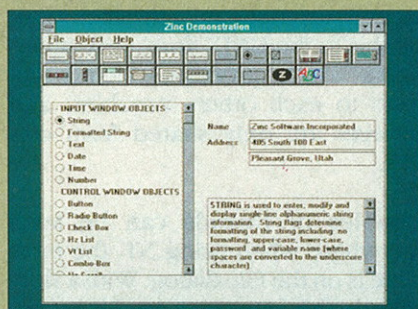 Zinc Demonstration
File Object Help
Z ABC
INPUT WINDOW OBJECTS
String
Formatted String
Text
Date
Time
Number
CONTROL WINDOW OBJECTS
Button
Radio Button
Check Box
Hz List
Vt List
Combo Box
Hz Scroll
Name Zinc Software Incorporated
Address 405 South 100 East
Pleasant Grove, Utah
STRING is used to enter, modify and
display single-line alphanumeric string
information. String flags determine
formatting of the string including: no
formatting, upper-case, lower-case,
password and variable name (where
spaces are converted to the underscore
character)